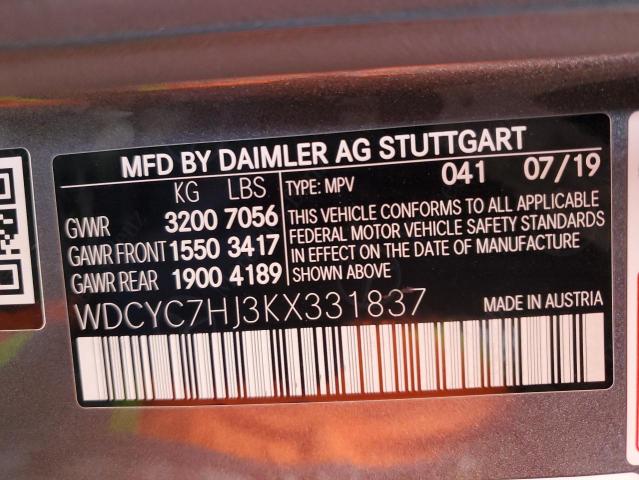 MFD BY DAIMLER AG STUTTGART
KG LBS TYPE: MPV 041 07/19
GVWR 3200 7056
GAWR FRONT 1550 3417
GAWR REAR 1900 4189
THIS VEHICLE CONFORMS TO ALL APPLICABLE
FEDERAL MOTOR VEHICLE SAFETY STANDARDS
IN EFFECT ON THE DATE OF MANUFACTURE
SHOWN ABOVE
WDCYC7HJ3KX331837 MADE IN AUSTRIA